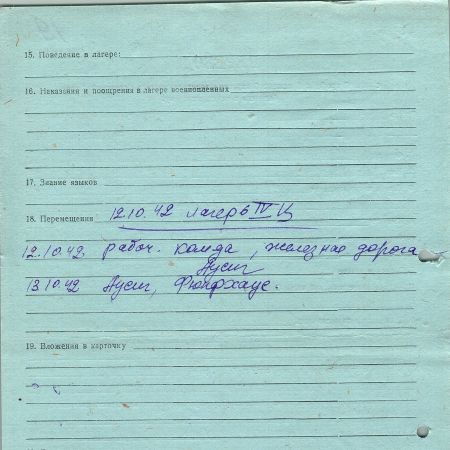 15. Поведение в лагере:
16. Наказания и поощрения в лагере военнопленных
17. Знание языков
18. Перемещения 12.10.42 лагерь IV Ц
12.10.42. рабоч. комда, железная дорога
Аусиг
13.10.42 Аусиг, Фюнфхаус.
19. Вложения в карточку